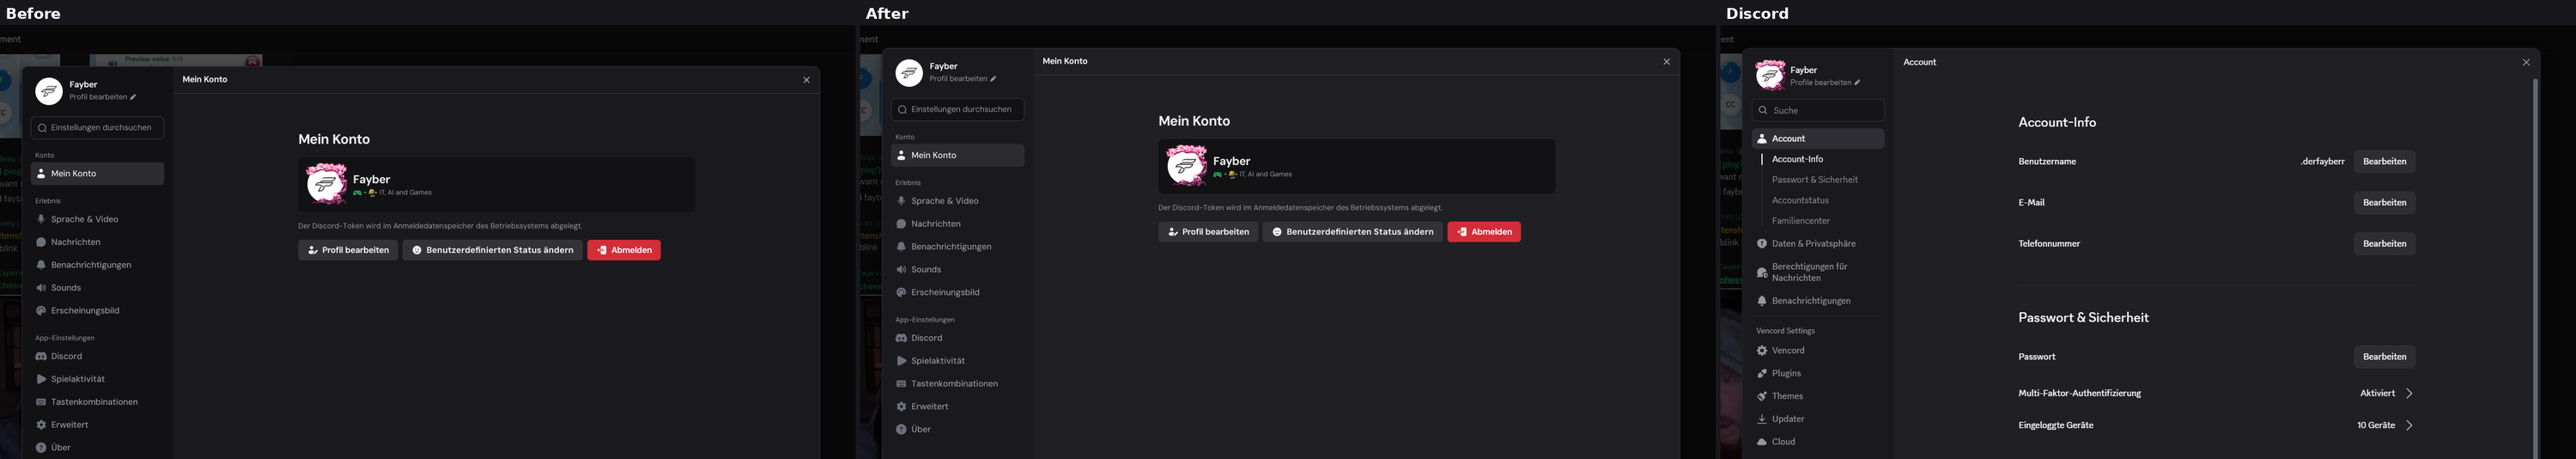 Before
ment
Preview voice
Fayber
Profil bearbeiten
Einstellungen durchsuchen
Konto
Mein Konto
Erlebnis
Sprache & Video
Nachrichten
Benachrichtigungen
Sounds
Erscheinungsbild
App-Einstellungen
Discord
Spielaktivität
Tastenkombinationen
Erweitert
Über
Mein Konto
Mein Konto
Fayber
• IT, AI and Games
Der Discord-Token wird im Anmeldedatenspeicher des Betriebssystems abgelegt.
Profil bearbeiten
Benutzerdefinierten Status ändern
Abmelden
After
ment
Fayber
Profil bearbeiten
Einstellungen durchsuchen
Konto
Mein Konto
Erlebnis
Sprache & Video
Nachrichten
Benachrichtigungen
Sounds
Erscheinungsbild
App-Einstellungen
Discord
Spielaktivität
Tastenkombinationen
Erweitert
Über
Mein Konto
Mein Konto
Fayber
• IT, AI and Games
Der Discord-Token wird im Anmeldedatenspeicher des Betriebssystems abgelegt.
Profil bearbeiten
Benutzerdefinierten Status ändern
Abmelden
Discord
ent
Fayber
Profile bearbeiten
Suche
Account
Account-Info
Passwort & Sicherheit
Accountstatus
Familiencenter
Daten & Privatsphäre
Berechtigungen für
Nachrichten
Benachrichtigungen
Vencord Settings
Vencord
Plugins
Themes
Updater
Cloud
Account
Account-Info
Benutzername
.derfayberr
Bearbeiten
E-Mail
Bearbeiten
Telefonnummer
Bearbeiten
Passwort & Sicherheit
Passwort
Bearbeiten
Multi-Faktor-Authentifizierung
Aktiviert
Eingeloggte Geräte
10 Geräte